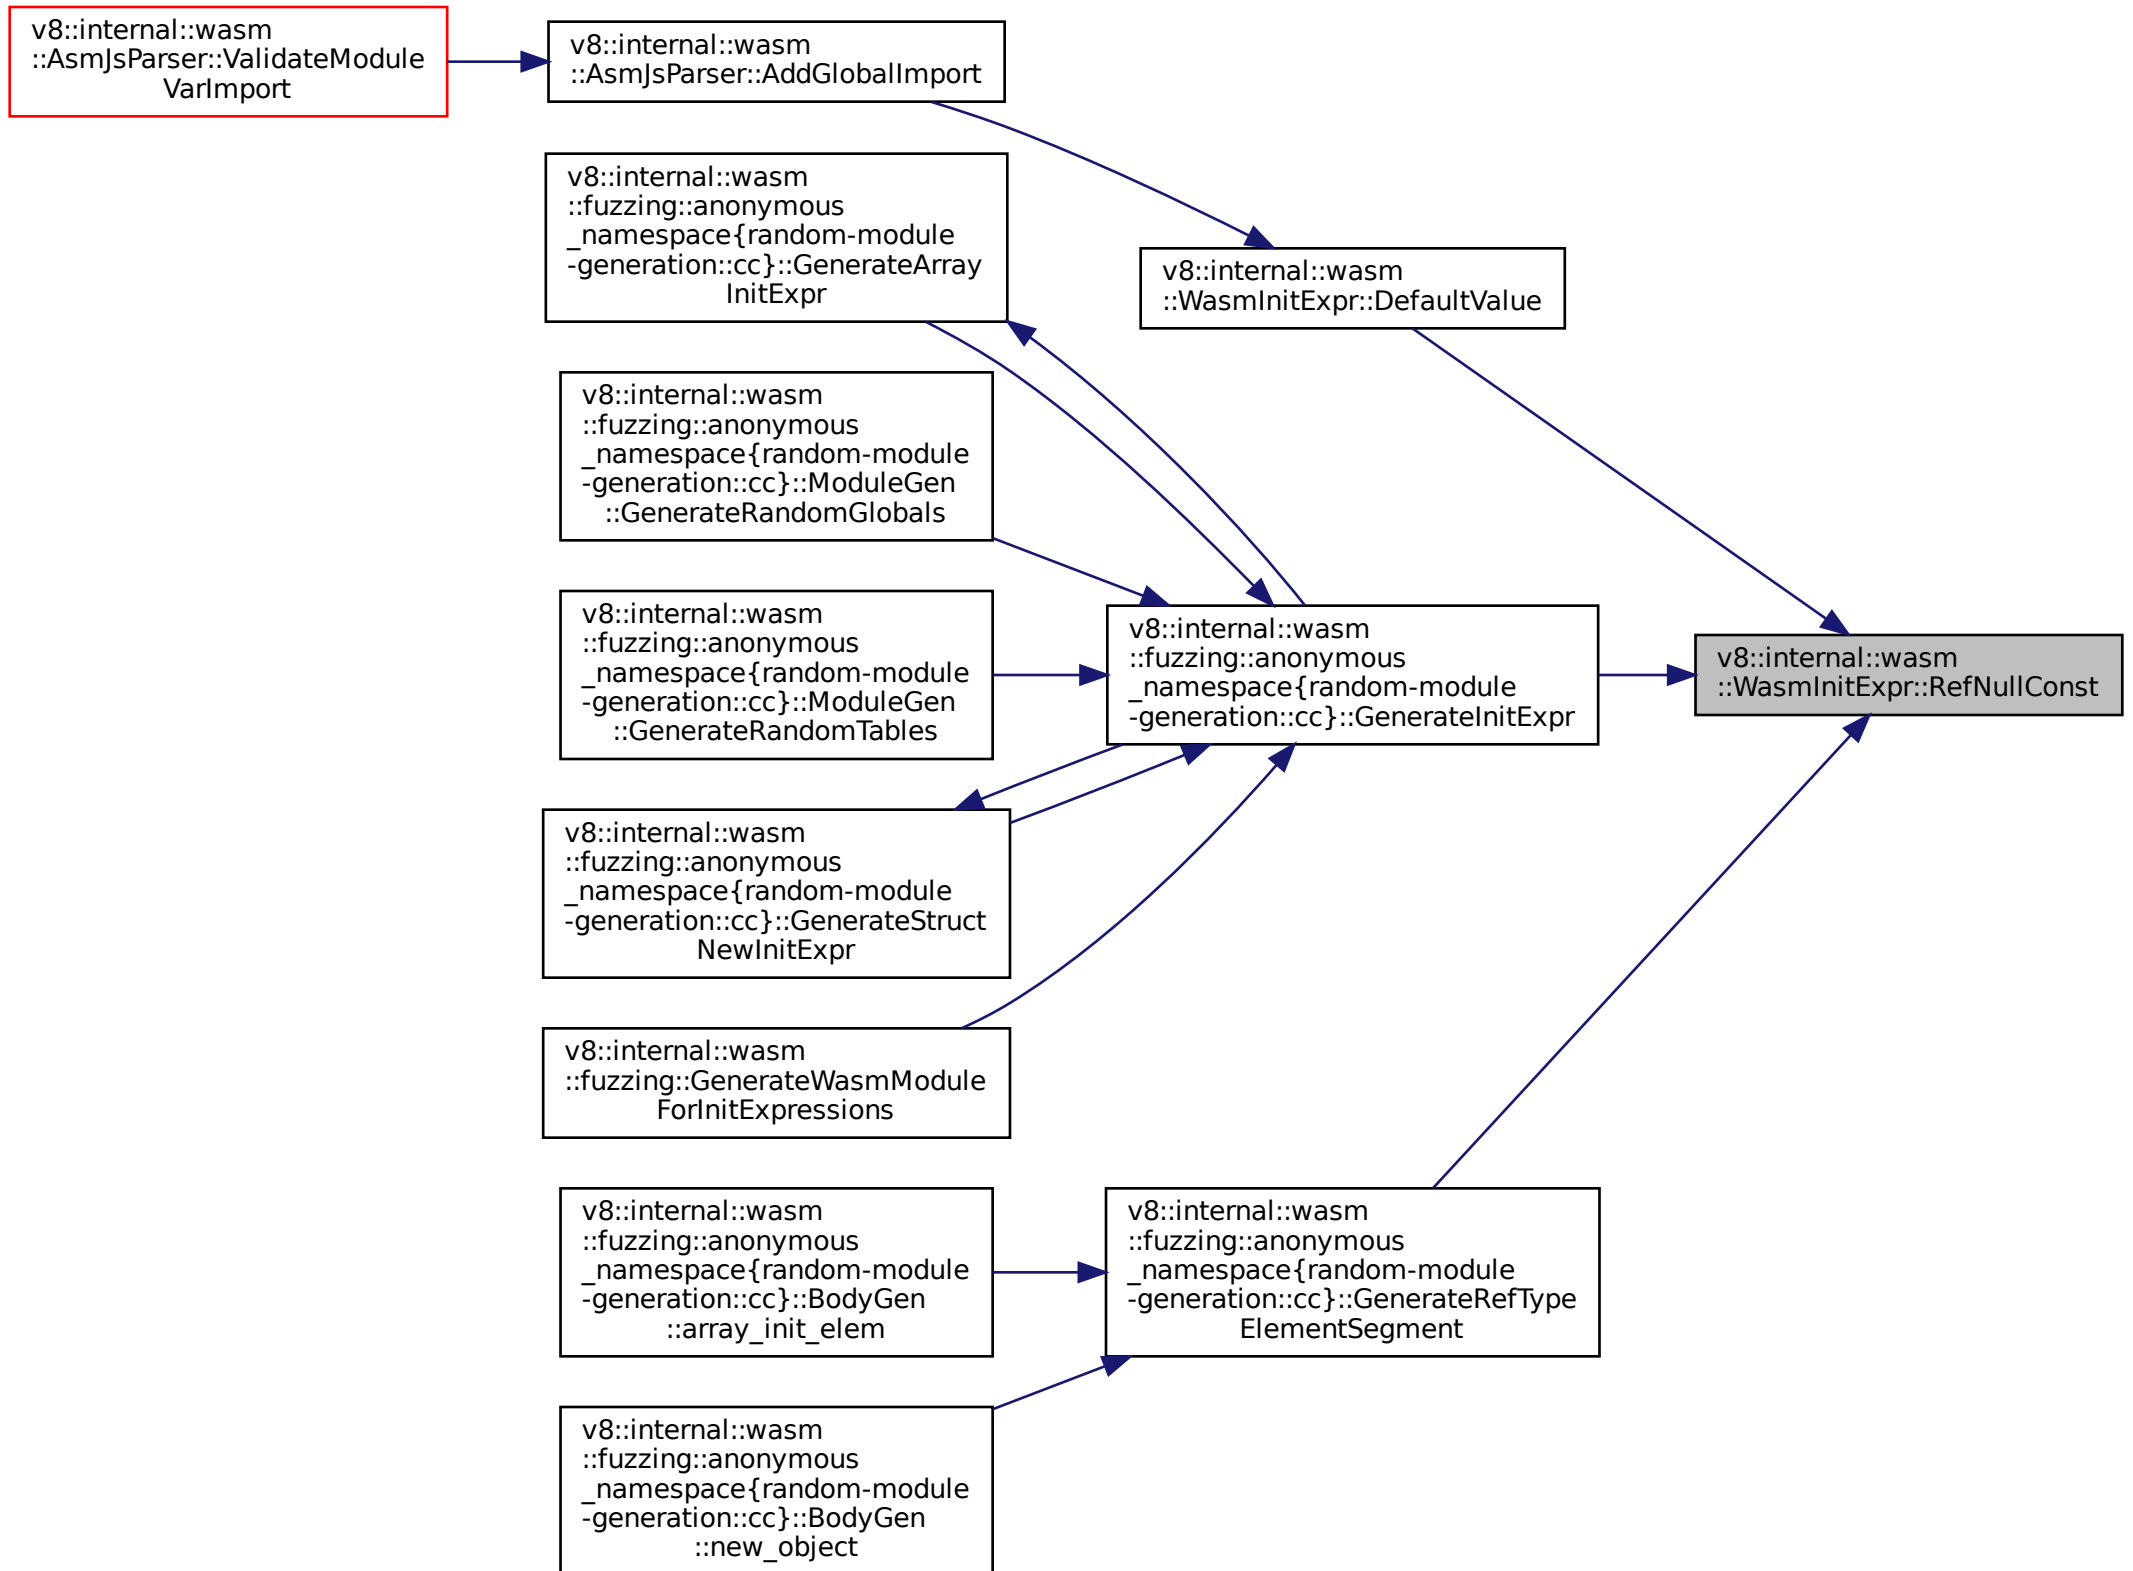 v8::internal::wasm
::AsmJsParser::ValidateModule
VarImport
v8::internal::wasm
::AsmJsParser::AddGlobalImport
v8::internal::wasm
::fuzzing::anonymous
_namespace{random-module
-generation::cc}::GenerateArray
InitExpr
v8::internal::wasm
::WasmInitExpr::DefaultValue
v8::internal::wasm
::fuzzing::anonymous
_namespace{random-module
-generation::cc}::ModuleGen
::GenerateRandomGlobals
v8::internal::wasm
::fuzzing::anonymous
_namespace{random-module
-generation::cc}::ModuleGen
::GenerateRandomTables
v8::internal::wasm
::fuzzing::anonymous
_namespace{random-module
-generation::cc}::GenerateInitExpr
v8::internal::wasm
::WasmInitExpr::RefNullConst
v8::internal::wasm
::fuzzing::anonymous
_namespace{random-module
-generation::cc}::GenerateStruct
NewInitExpr
v8::internal::wasm
::fuzzing::GenerateWasmModule
ForInitExpressions
v8::internal::wasm
::fuzzing::anonymous
_namespace{random-module
-generation::cc}::BodyGen
::array_init_elem
v8::internal::wasm
::fuzzing::anonymous
_namespace{random-module
-generation::cc}::GenerateRefType
ElementSegment
v8::internal::wasm
::fuzzing::anonymous
_namespace{random-module
-generation::cc}::BodyGen
::new_object